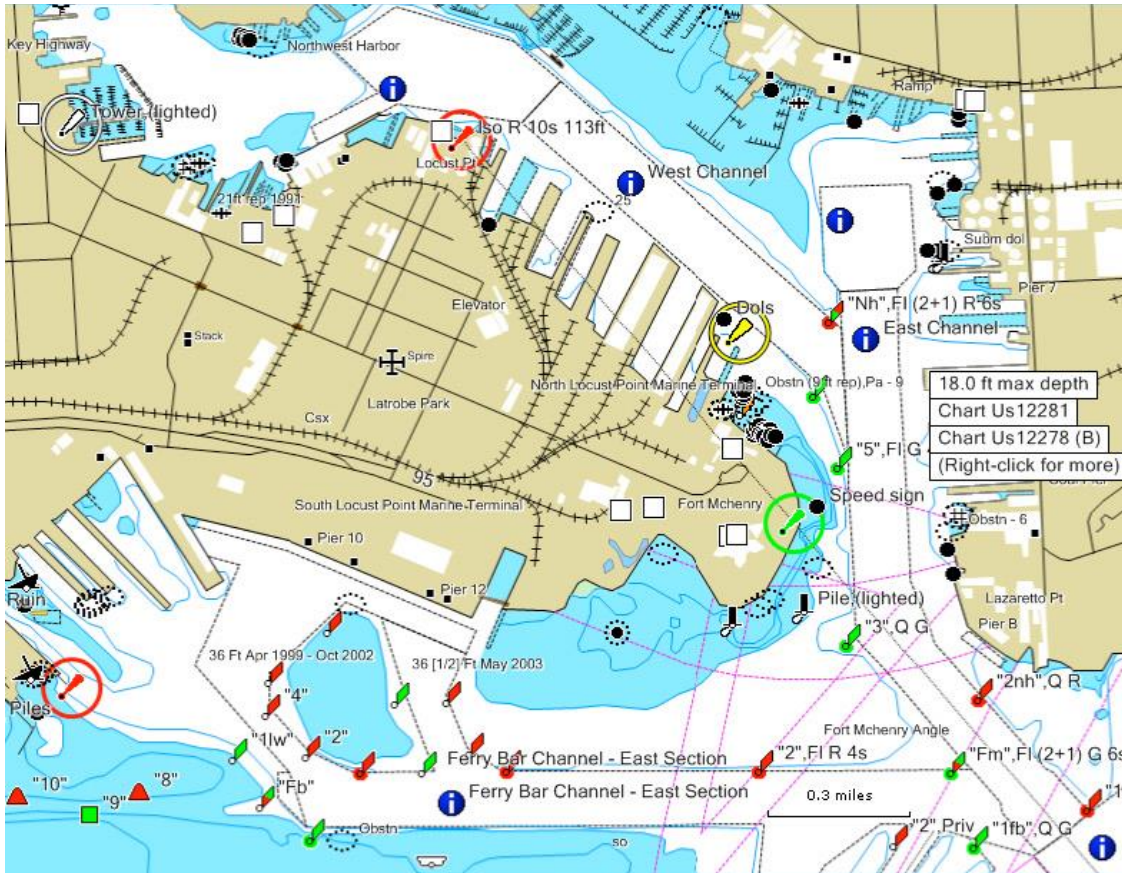 Key Highway
Northwest Harbor
Ramp
Tower (lighted)
Iso R 10s 113ft
Locust Pt
West Channel
21ft rep 1991
25
Subm dol
Pier 7
Elevator
Dols
"Nh",Fl (2+1) R 6s
East Channel
Stack
Spire
North Locust Point Marine Terminal
Obstn (9 ft rep),Pa - 9
18.0 ft max depth
Latrobe Park
Chart Us12281
Csx
Chart Us12278 (B)
"5",Fl G
(Right-click for more)
95
South Locust Point Marine Terminal
Fort Mchenry
Speed sign
Obstn - 6
Pier 10
Pier 12
Ruin
Pile (lighted)
Lazaretto Pt
Pier B
"3" Q G
36 Ft Apr 1999 - Oct 2002
36 [1/2] Ft May 2003
"2nh",Q R
"4"
Piles
"1lw"
"2"
Fort Mchenry Angle
Ferry Bar Channel - East Section
"2",Fl R 4s
"Fm",Fl (2+1) G 6s
"10"
"8"
"Fb"
Ferry Bar Channel - East Section
0.3 miles
"9"
Obstn
so
"2",Priv
"1fb",Q G